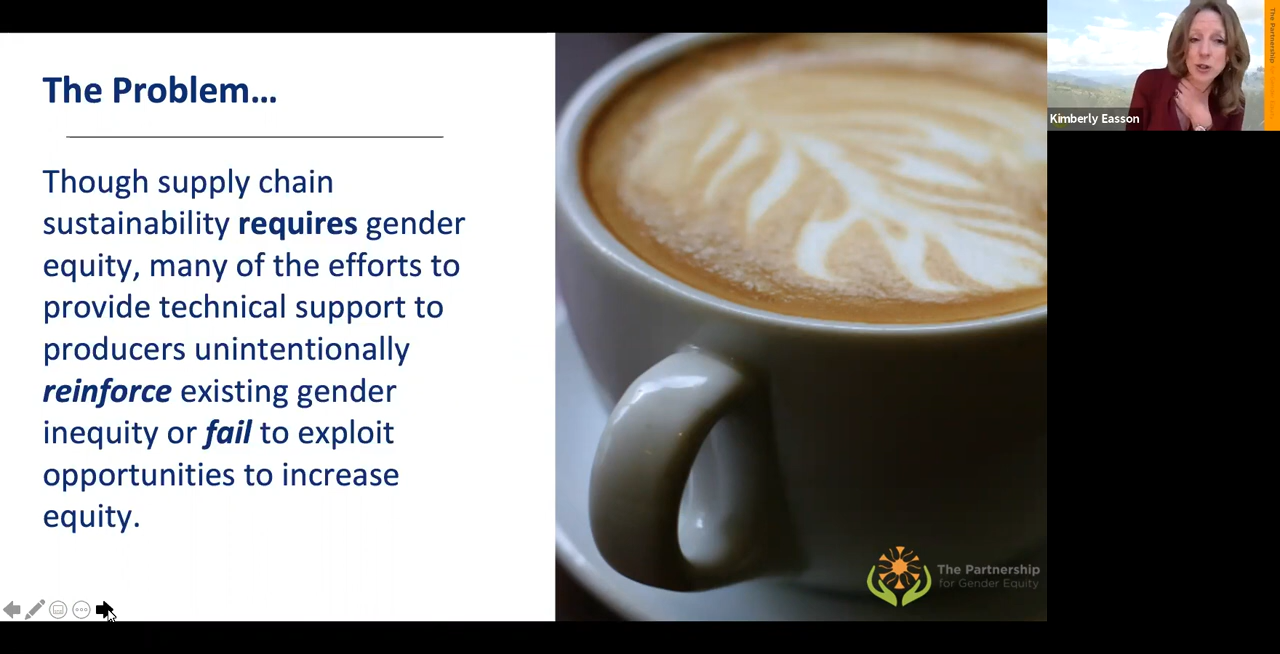 The Problem…
Though supply chain
sustainability requires gender
equity, many of the efforts to
provide technical support to
producers unintentionally
reinforce existing gender
inequity or fail to exploit
opportunities to increase
equity.
The Partnership
for Gender Equity
Kimberly Easson
The Partnership